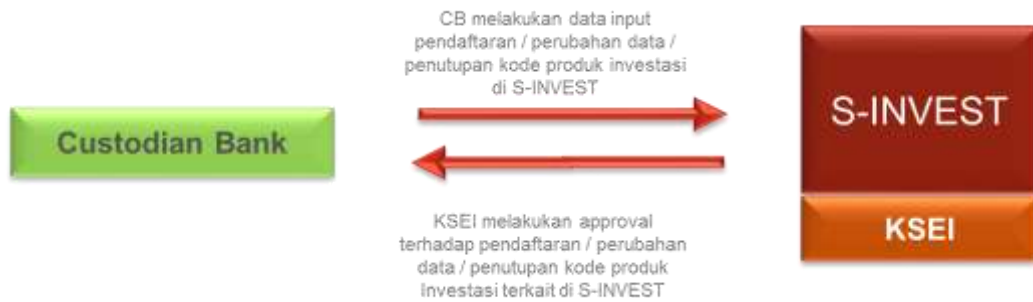 CB melakukan data input
pendaftaran / perubahan data /
penutupan kode produk investasi
di S-INVEST
Custodian Bank
S-INVEST
KSEI
KSEI melakukan approval
terhadap pendaftaran / perubahan
data / penutupan kode produk
Investasi terkait di S-INVEST